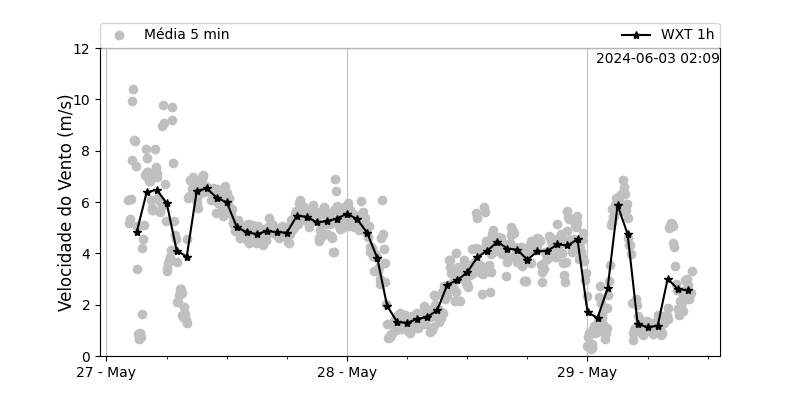 Média 5 min
WXT 1h
2024-06-03 02:09
Velocidade do Vento (m/s)
12
10
8
6
4
2
0
27 - May
28 - May
29 - May